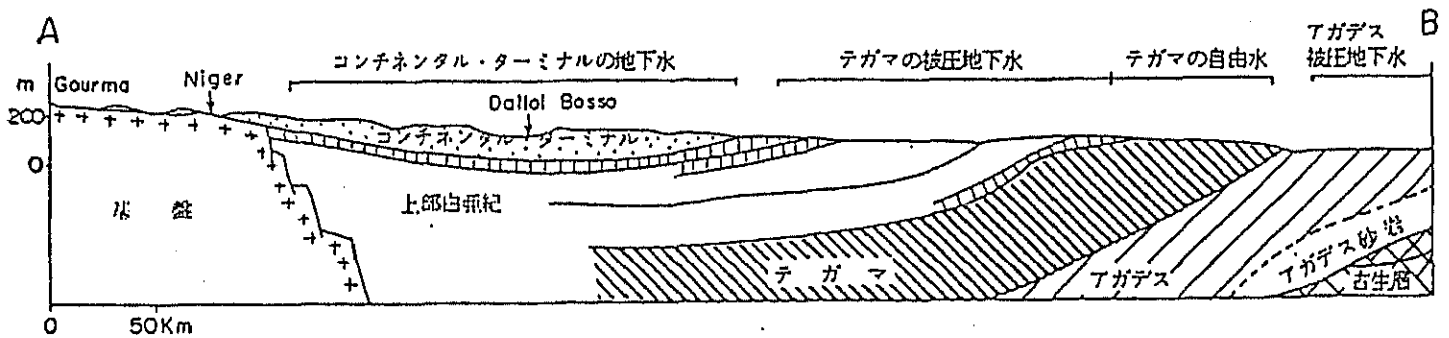 A
B
コンチネンタル・ターミナルの地下水
テガマの被圧地下水
テガマの自由水
アガデス
被圧地下水
m
Gourma
Niger
Dallol Bosso
200
コンチネンタル・ターミナル
0
基盤
上部白亜紀
テガマ
アガデス
アガデス砂岩
古生層
0
50Km